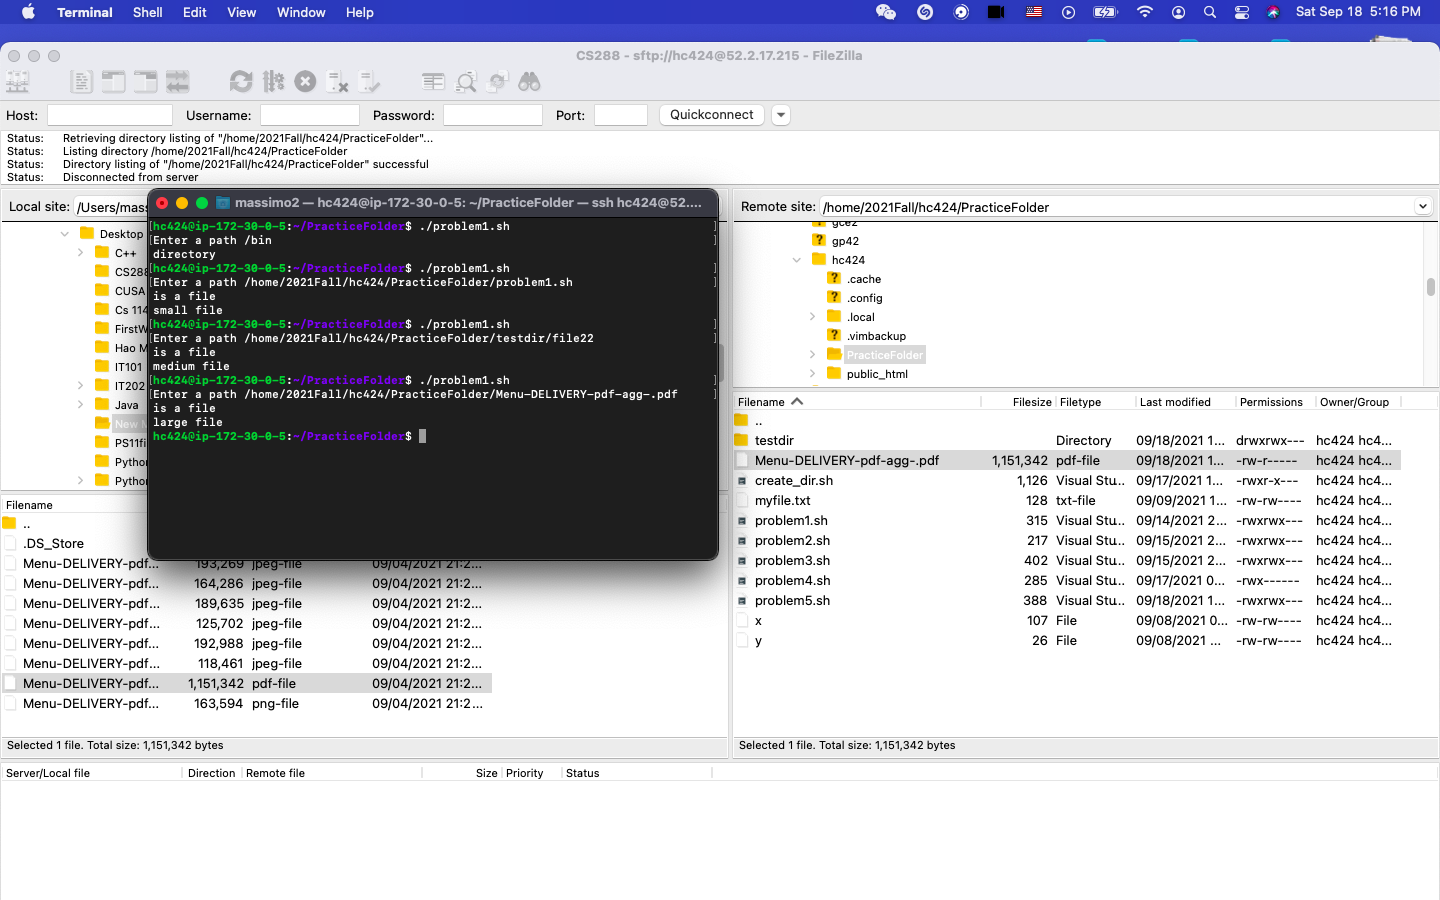 Terminal Shell Edit View Window Help Sat Sep 18 5:16 PM
CS288 - sftp://hc424@52.2.17.215 - FileZilla
Host: Username: Password: Port: Quickconnect
Status: Retrieving directory listing of "/home/2021Fall/hc424/PracticeFolder"...
Status: Listing directory /home/2021Fall/hc424/PracticeFolder
Status: Directory listing of "/home/2021Fall/hc424/PracticeFolder" successful
Status: Disconnected from server
Local site: /Users/mas
Desktop
C++
CS288
CUSA
Cs 114
FirstW
Hao M
IT101
IT202
Java
New M
PS11fi
Python
Python
massimo2 — hc424@ip-172-30-0-5: ~/PracticeFolder — ssh hc424@52....
[hc424@ip-172-30-0-5:~/PracticeFolder$ ./problem1.sh ]
[Enter a path /bin ]
directory
[hc424@ip-172-30-0-5:~/PracticeFolder$ ./problem1.sh ]
[Enter a path /home/2021Fall/hc424/PracticeFolder/problem1.sh ]
is a file
small file
[hc424@ip-172-30-0-5:~/PracticeFolder$ ./problem1.sh ]
[Enter a path /home/2021Fall/hc424/PracticeFolder/testdir/file22 ]
is a file
medium file
[hc424@ip-172-30-0-5:~/PracticeFolder$ ./problem1.sh ]
[Enter a path /home/2021Fall/hc424/PracticeFolder/Menu-DELIVERY-pdf-agg-.pdf ]
is a file
large file
hc424@ip-172-30-0-5:~/PracticeFolder$
Filename
..
.DS_Store
Menu-DELIVERY-pdf... 193,269 jpeg-file 09/04/2021 21:2...
Menu-DELIVERY-pdf... 164,286 jpeg-file 09/04/2021 21:2...
Menu-DELIVERY-pdf... 189,635 jpeg-file 09/04/2021 21:2...
Menu-DELIVERY-pdf... 125,702 jpeg-file 09/04/2021 21:2...
Menu-DELIVERY-pdf... 192,988 jpeg-file 09/04/2021 21:2...
Menu-DELIVERY-pdf... 118,461 jpeg-file 09/04/2021 21:2...
Menu-DELIVERY-pdf... 1,151,342 pdf-file 09/04/2021 21:2...
Menu-DELIVERY-pdf... 163,594 png-file 09/04/2021 21:2...
Selected 1 file. Total size: 1,151,342 bytes
Remote site: /home/2021Fall/hc424/PracticeFolder
gce2
gp42
hc424
.cache
.config
.local
.vimbackup
PracticeFolder
public_html
Filename Filesize Filetype Last modified Permissions Owner/Group
..
testdir Directory 09/18/2021 1... drwxrwx--- hc424 hc4...
Menu-DELIVERY-pdf-agg-.pdf 1,151,342 pdf-file 09/18/2021 1... -rw-r----- hc424 hc4...
create_dir.sh 1,126 Visual Stu... 09/17/2021 1... -rwxr-x--- hc424 hc4...
myfile.txt 128 txt-file 09/09/2021 1... -rw-rw---- hc424 hc4...
problem1.sh 315 Visual Stu... 09/14/2021 2... -rwxrwx--- hc424 hc4...
problem2.sh 217 Visual Stu... 09/15/2021 2... -rwxrwx--- hc424 hc4...
problem3.sh 402 Visual Stu... 09/15/2021 2... -rwxrwx--- hc424 hc4...
problem4.sh 285 Visual Stu... 09/17/2021 0... -rwx------ hc424 hc4...
problem5.sh 388 Visual Stu... 09/18/2021 1... -rwxrwx--- hc424 hc4...
x 107 File 09/08/2021 0... -rw-rw---- hc424 hc4...
y 26 File 09/08/2021 ... -rw-rw---- hc424 hc4...
Selected 1 file. Total size: 1,151,342 bytes
Server/Local file Direction Remote file Size Priority Status